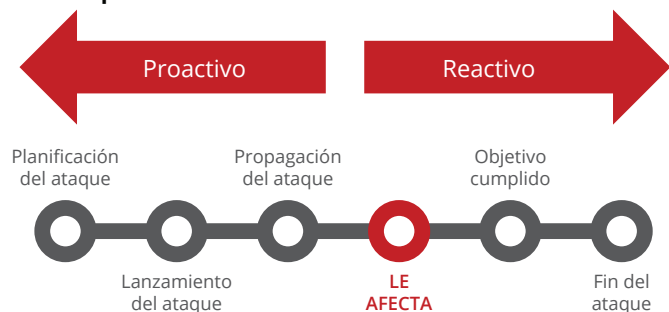 Proactivo
Reactivo
Planificación
del ataque
Propagación
del ataque
Objetivo
cumplido
Lanzamiento
del ataque
LE
AFECTA
Fin del
ataque